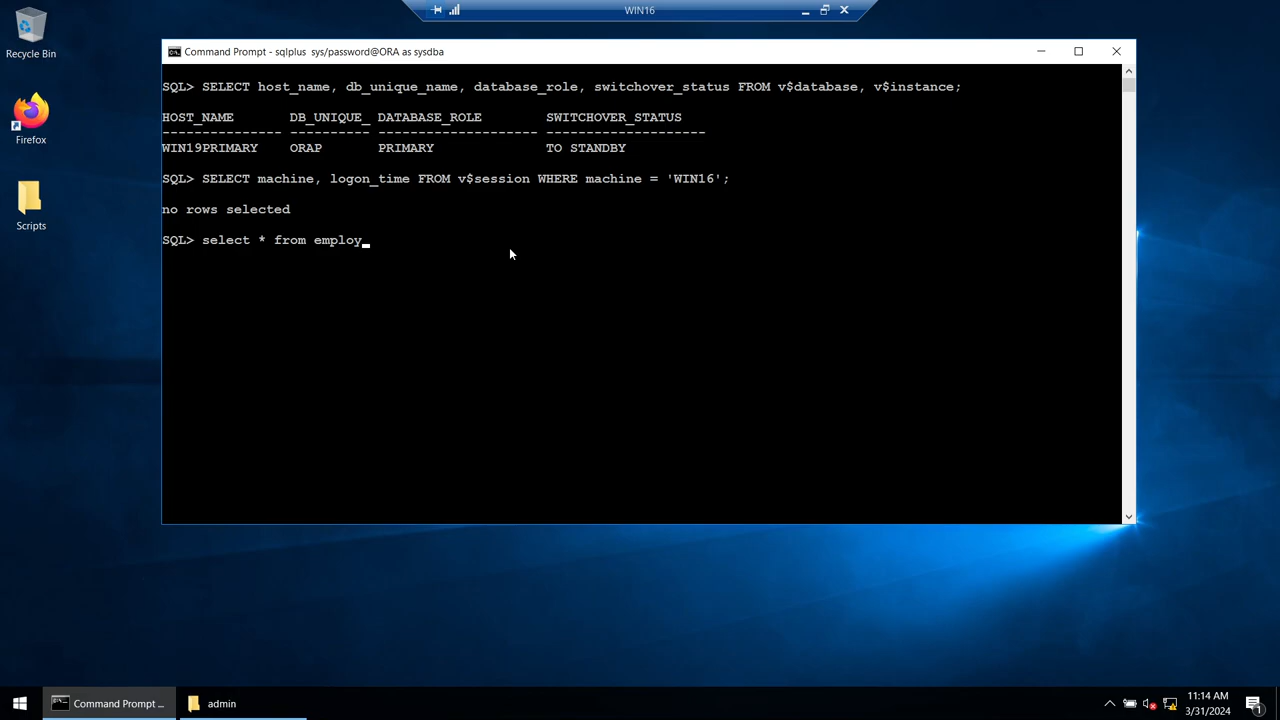 WIN16
Recycle Bin
Firefox
Scripts
Command Prompt - sqlplus  sys/password@ORA as sysdba
SQL> SELECT host_name, db_unique_name, database_role, switchover_status FROM v$database, v$instance;
HOST_NAME       DB_UNIQUE_ DATABASE_ROLE        SWITCHOVER_STATUS
--------------- ---------- -------------------- --------------------
WIN19PRIMARY    ORAP       PRIMARY              TO STANDBY
SQL> SELECT machine, logon_time FROM v$session WHERE machine = 'WIN16';
no rows selected
SQL> select * from employ_
Command Prompt ...
admin
11:14 AM
3/31/2024
1